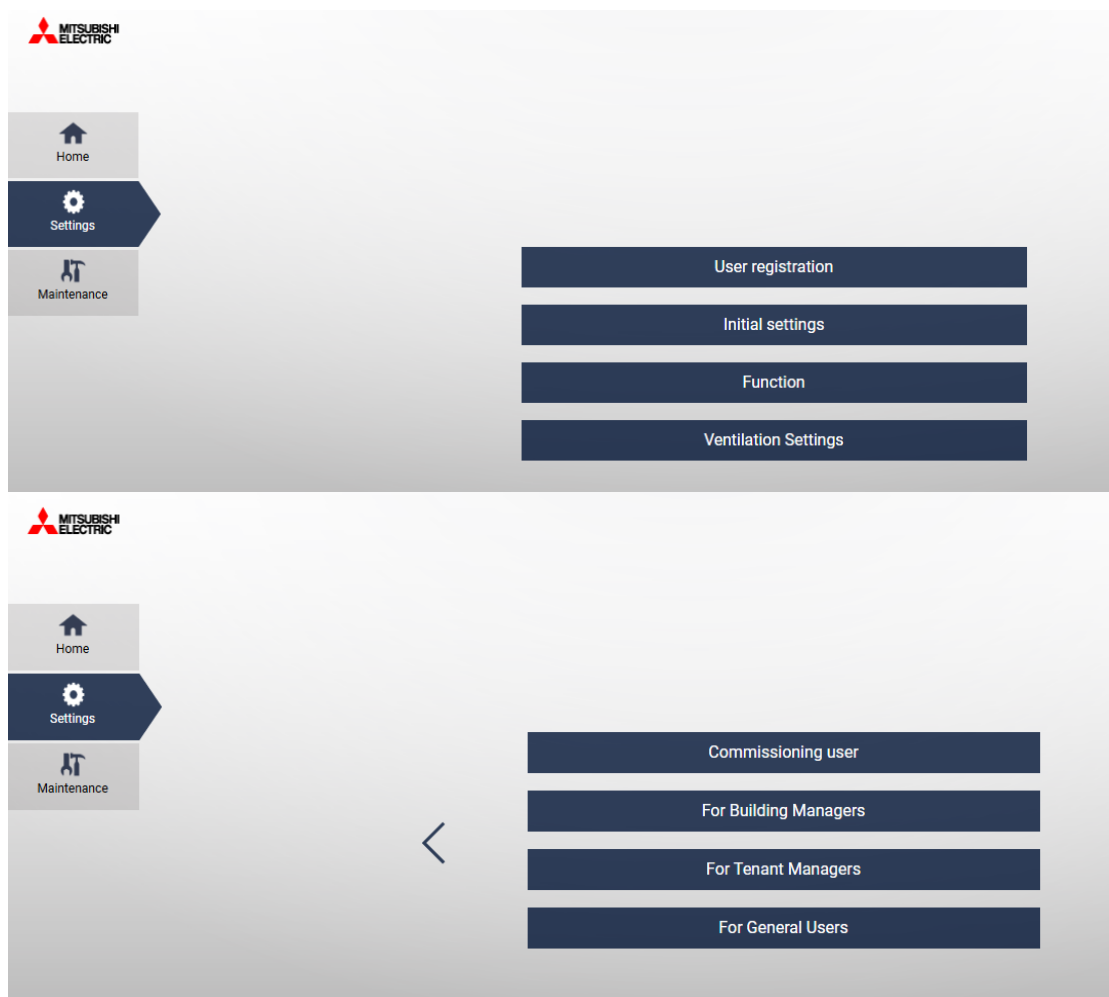 MITSUBISHI
ELECTRIC
Home
Settings
Maintenance
User registration
Initial settings
Function
Ventilation Settings
MITSUBISHI
ELECTRIC
Home
Settings
Maintenance
Commissioning user
For Building Managers
For Tenant Managers
For General Users